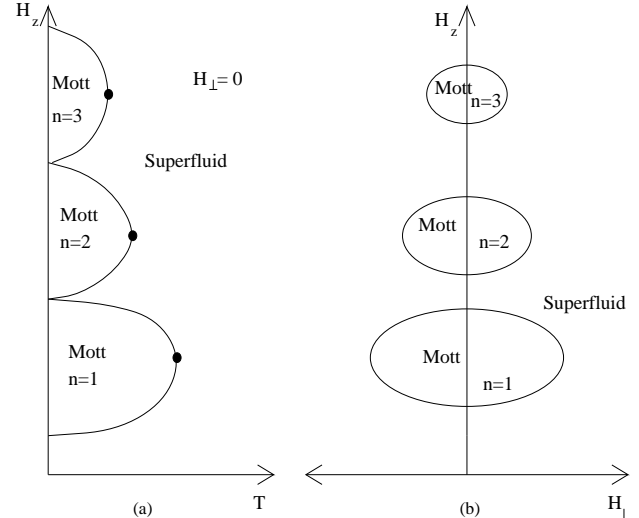 H_z
Mott
n=3
H_⊥=0
Superfluid
Mott
n=2
Mott
n=1
T
(a)
H_z
Mott
n=3
Mott
n=2
Superfluid
Mott
n=1
H_⊥
(b)